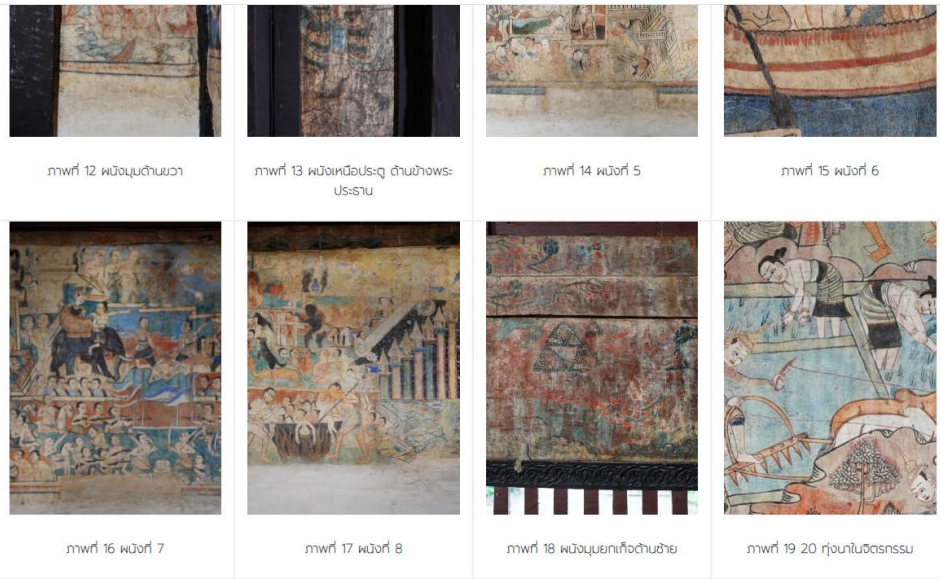 ภาพที่ 12 ผนังมุมด้านขวา
ภาพที่ 13 ผนังเหนือประตู ด้านข้างพระ
ประธาน
ภาพที่ 14 ผนังที่ 5
ภาพที่ 15 ผนังที่ 6
ภาพที่ 16 ผนังที่ 7
ภาพที่ 17 ผนังที่ 8
ภาพที่ 18 ผนังมุมยกเก็จด้านซ้าย
ภาพที่ 19 20 ทุ่งนาในจิตรกรรม